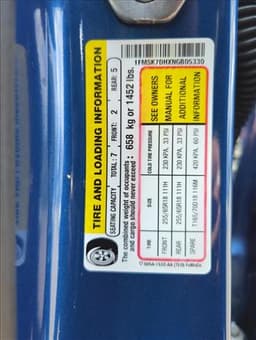 1FM5K7DHXNGB05330
TIRE AND LOADING INFORMATION
SEATING CAPACITY TOTAL: 7 FRONT: 2 REAR: 5
The combined weight of occupants and cargo should never exceed: 658 kg or 1452 lbs.
TIRE SIZE COLD TIRE PRESSURE
FRONT 255/65R18 111H 230 KPA, 33 PSI
REAR 255/65R18 111H 230 KPA, 33 PSI
SPARE T165/70D18 116M 420 KPA, 60 PSI
SEE OWNERS
MANUAL FOR
ADDITIONAL
INFORMATION